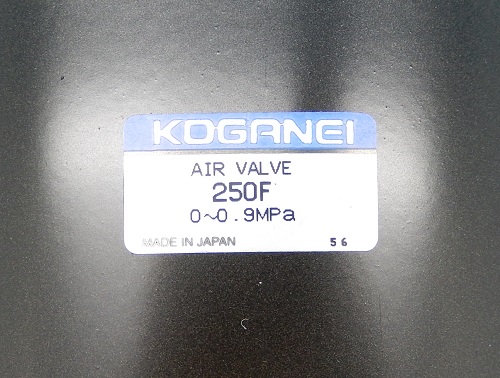 KOGANEI
AIR VALVE
250F
0~0.9MPa
MADE IN JAPAN 56